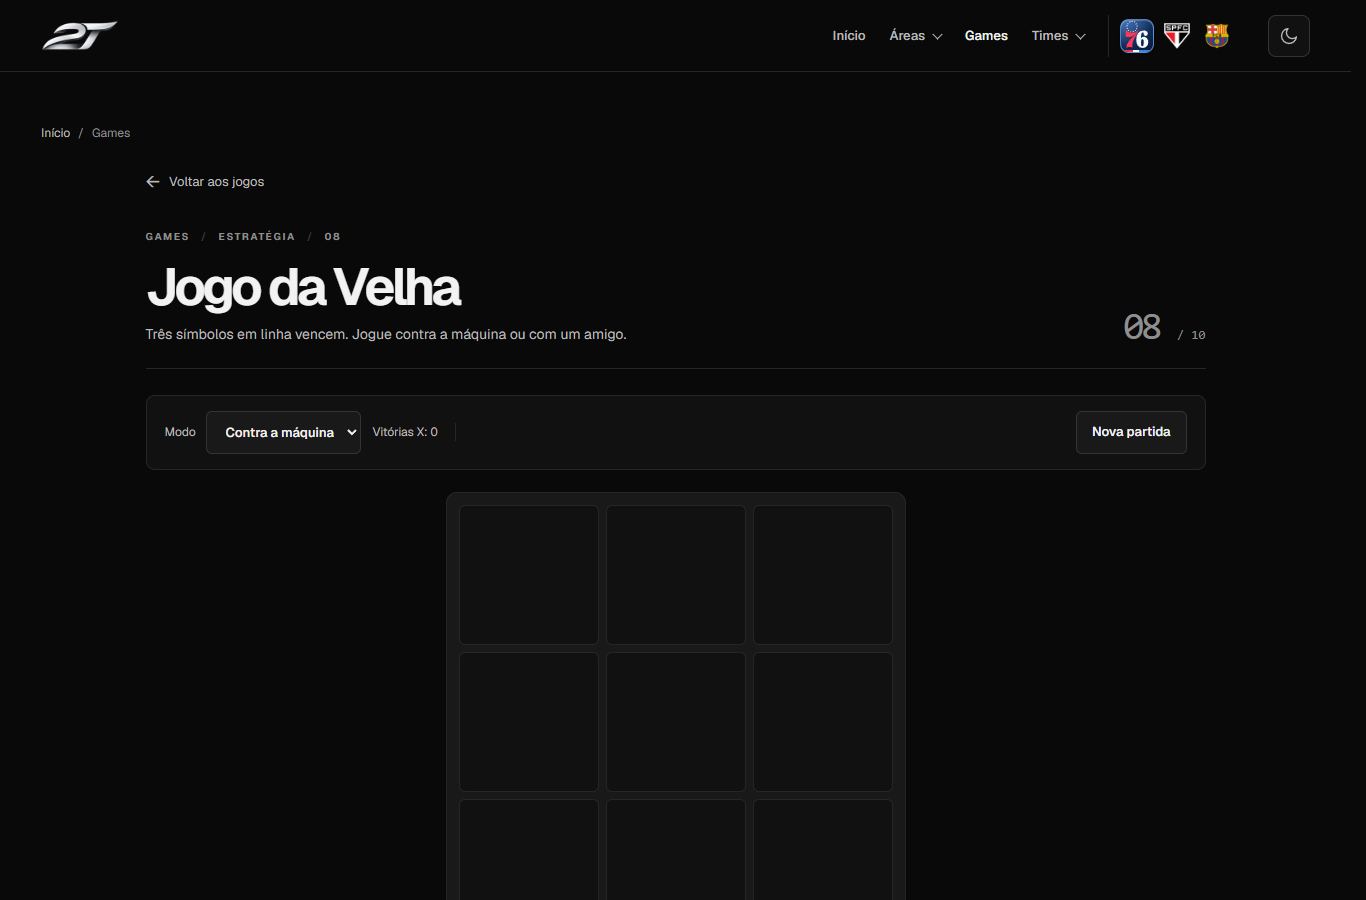 2T
Início Áreas Games Times
76
SPFC
Início / Games
Voltar aos jogos
GAMES / ESTRATÉGIA / 08
Jogo da Velha
Três símbolos em linha vencem. Jogue contra a máquina ou com um amigo.
08 / 10
Modo Contra a máquina Vitórias X: 0 Nova partida